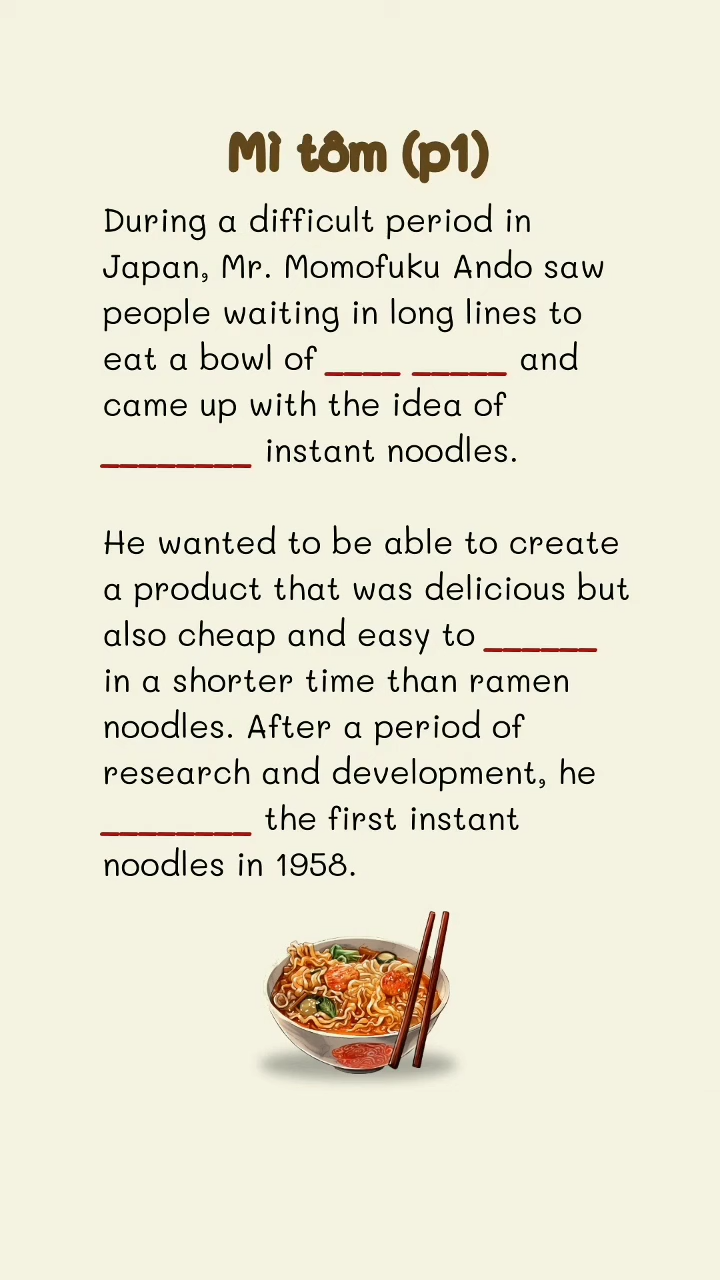 Mì tôm (p1)
During a difficult period in
Japan, Mr. Momofuku Ando saw
people waiting in long lines to
eat a bowl of ____ _____ and
came up with the idea of
________ instant noodles.
He wanted to be able to create
a product that was delicious but
also cheap and easy to ______
in a shorter time than ramen
noodles. After a period of
research and development, he
________ the first instant
noodles in 1958.